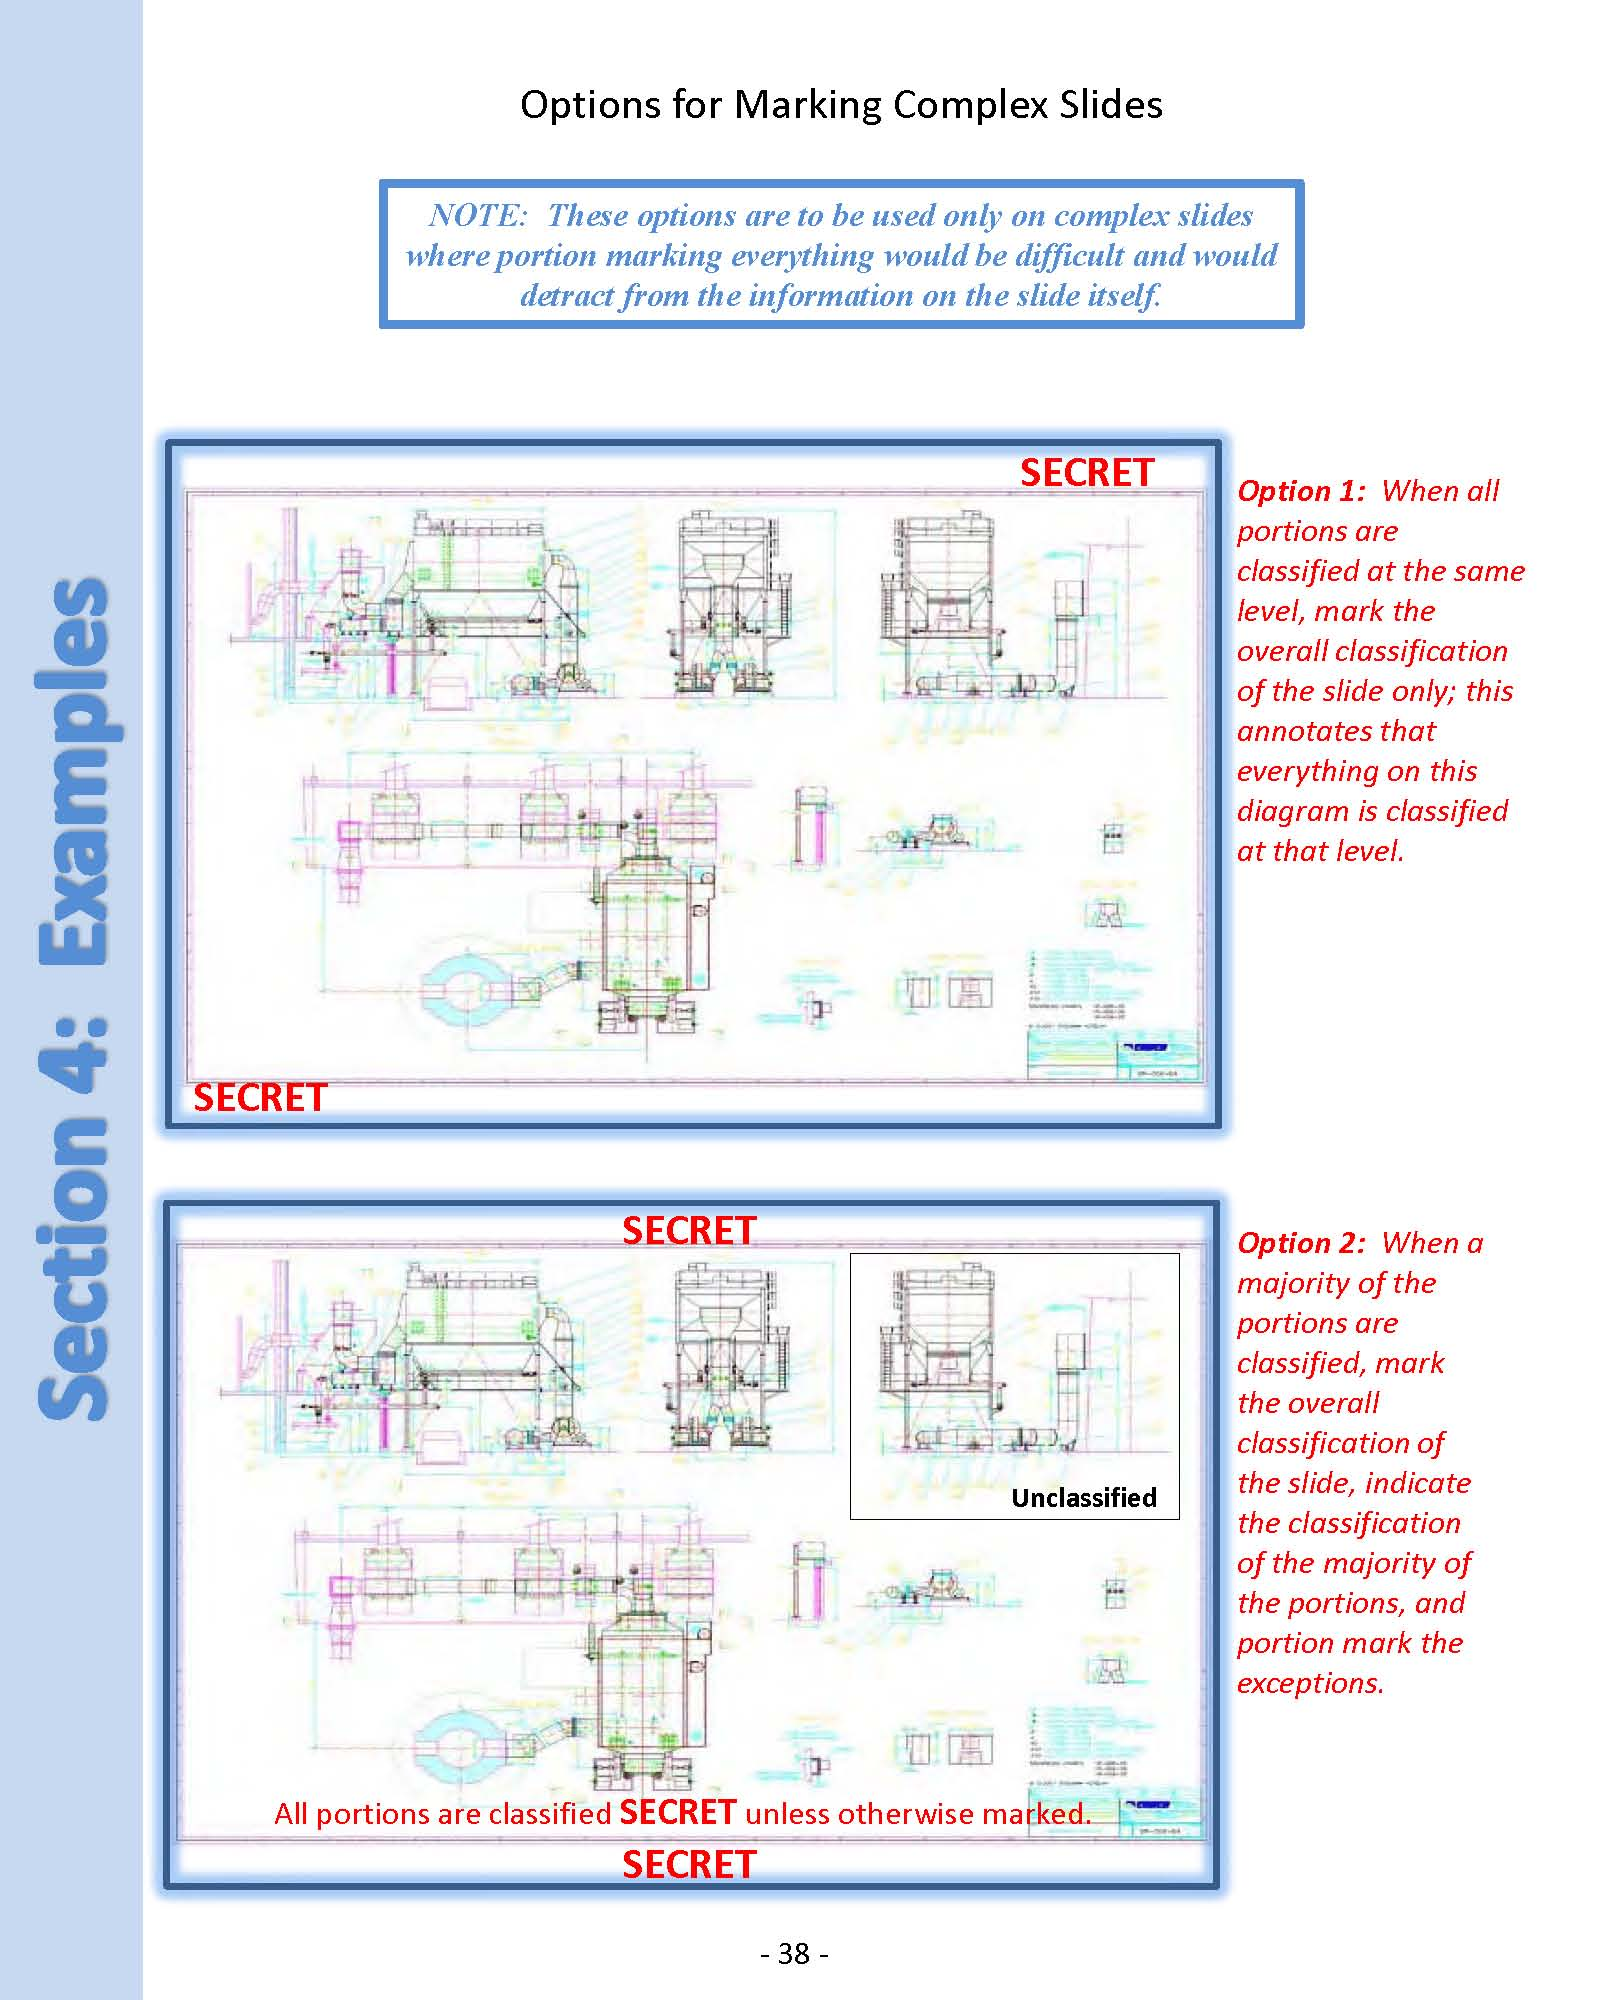 Options for Marking Complex Slides
NOTE: These options are to be used only on complex slides
where portion marking everything would be difficult and would
detract from the information on the slide itself.
Section 4: Examples
SECRET
Option 1: When all
portions are
classified at the same
level, mark the
overall classification
of the slide only; this
annotates that
everything on this
diagram is classified
at that level.
SECRET
SECRET
Option 2: When a
majority of the
portions are
classified, mark
the overall
classification of
the slide, indicate
the classification
of the majority of
the portions, and
portion mark the
exceptions.
Unclassified
All portions are classified SECRET unless otherwise marked.
SECRET
- 38 -